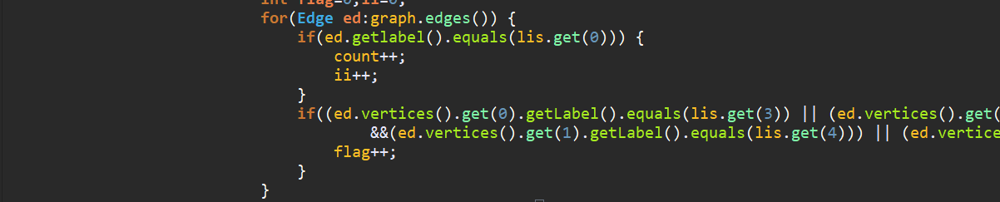 int flag=0,ii=0;
for(Edge ed:graph.edges()) {
if(ed.getlabel().equals(lis.get(0))) {
count++;
ii++;
}
if((ed.vertices().get(0).getLabel().equals(lis.get(3)) || (ed.vertices().get(
&&(ed.vertices().get(1).getLabel().equals(lis.get(4))) || (ed.vertice
flag++;
}
}